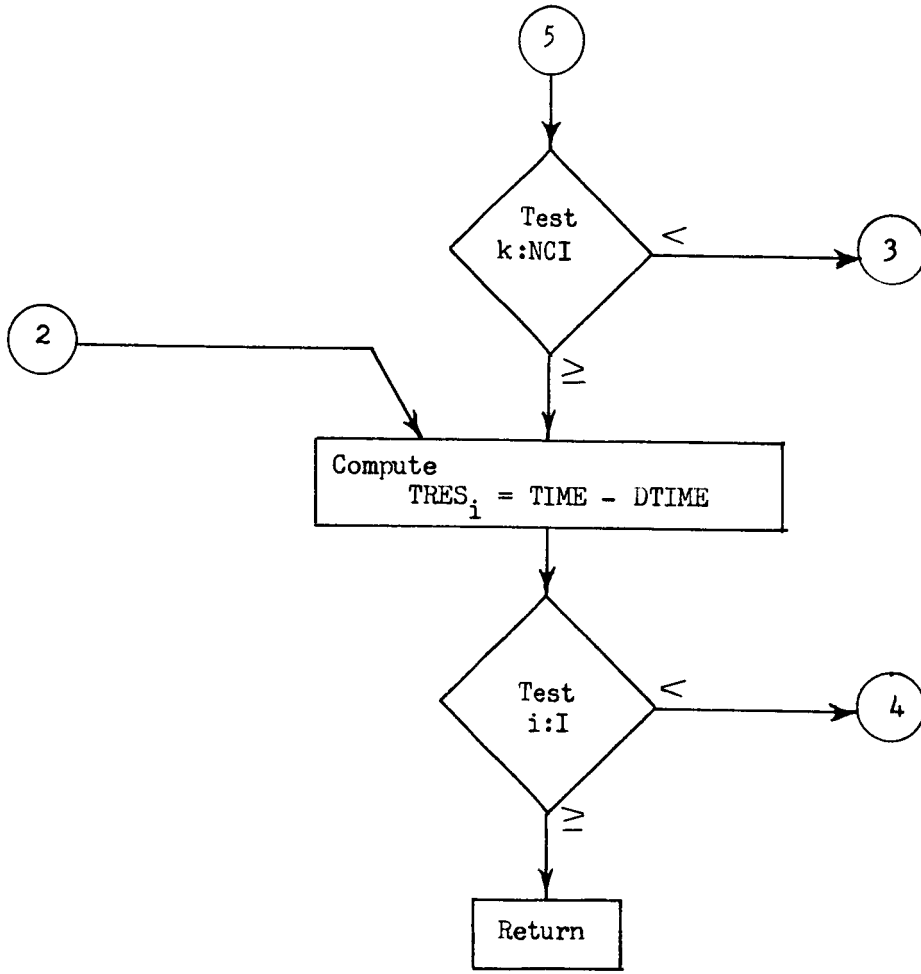 5
Test
k:NCI
<
3
2
≥
Compute
TRES_i = TIME - DTIME
Test
i:I
<
4
≥
Return